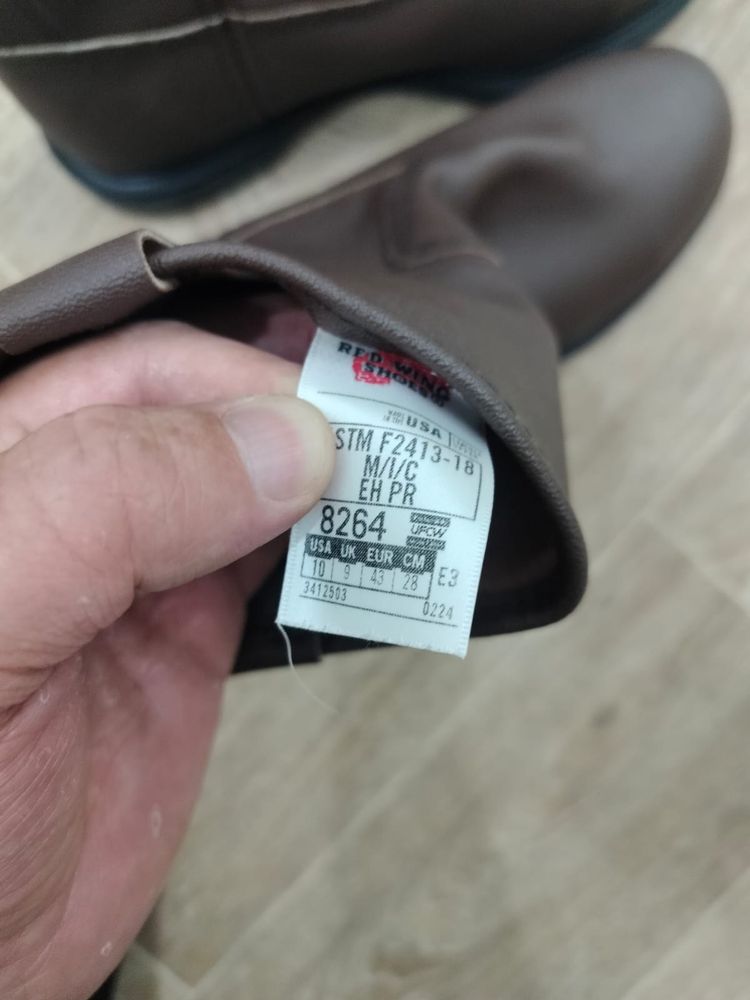 RED WING
SHOES
USA
STM F2413-18
M/I/C
EH PR
8264 UFCW
USA UK EUR CM
10 9 43 28 E3
3412503 0224